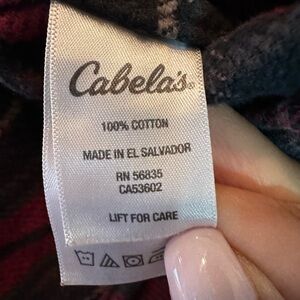 Cabela's®
100% COTTON
MADE IN EL SALVADOR
RN 56835
CA53602
LIFT FOR CARE